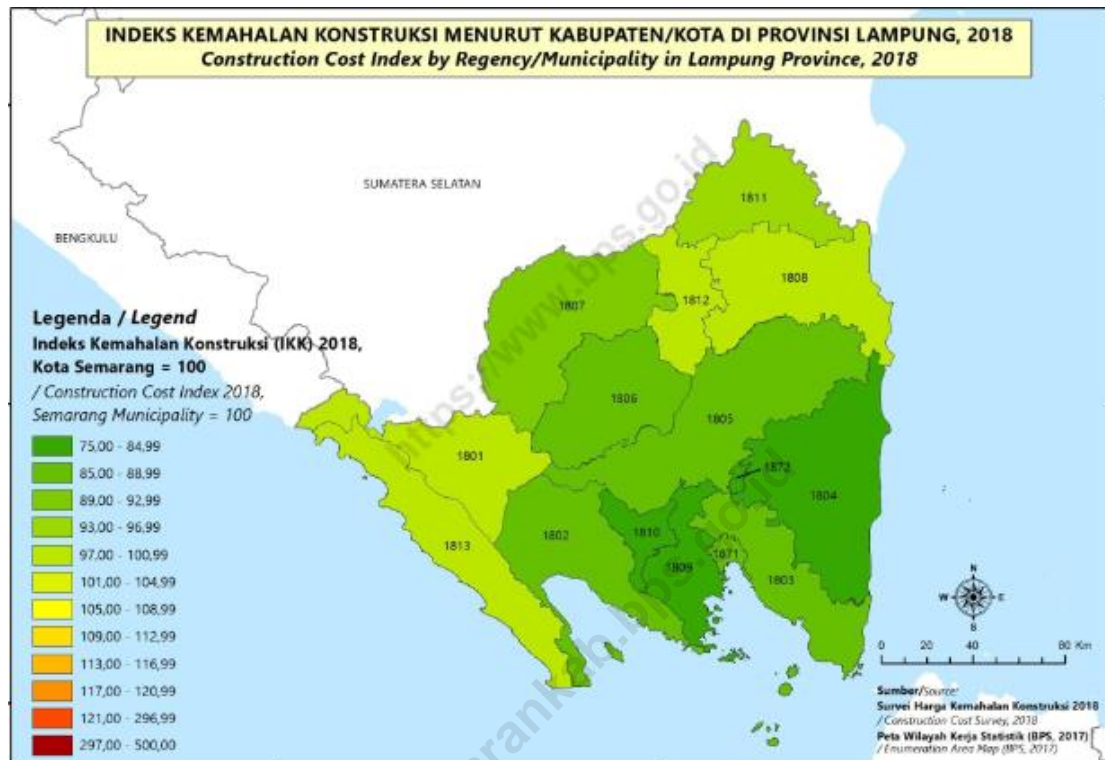 INDEKS KEMAHALAN KONSTRUKSI MENURUT KABUPATEN/KOTA DI PROVINSI LAMPUNG, 2018
Construction Cost Index by Regency/Municipality in Lampung Province, 2018
SUMATERA SELATAN
BENGKULU
1811
1808
1812
1807
1806
1805
1801
1872
1804
1802
1810
1813
1871
1809
1803
Legenda / Legend
Indeks Kemahalan Konstruksi (IKK) 2018,
Kota Semarang = 100
/ Construction Cost Index 2018,
Semarang Municipality = 100
75,00 - 84,99
85,00 - 88,99
89,00 - 92,99
93,00 - 96,99
97,00 - 100,99
101,00 - 104,99
105,00 - 108,99
109,00 - 112,99
113,00 - 116,99
117,00 - 120,99
121,00 - 296,99
297,00 - 500,00
N
W E
S
0 20 40 80 Km
Sumber/Source:
Survei Harga Kemahalan Konstruksi 2018
/ Construction Cost Survey, 2018
Peta Wilayah Kerja Statistik (BPS, 2017)
/ Enumeration Area Map (BPS, 2017)
https://www.bps.go.id